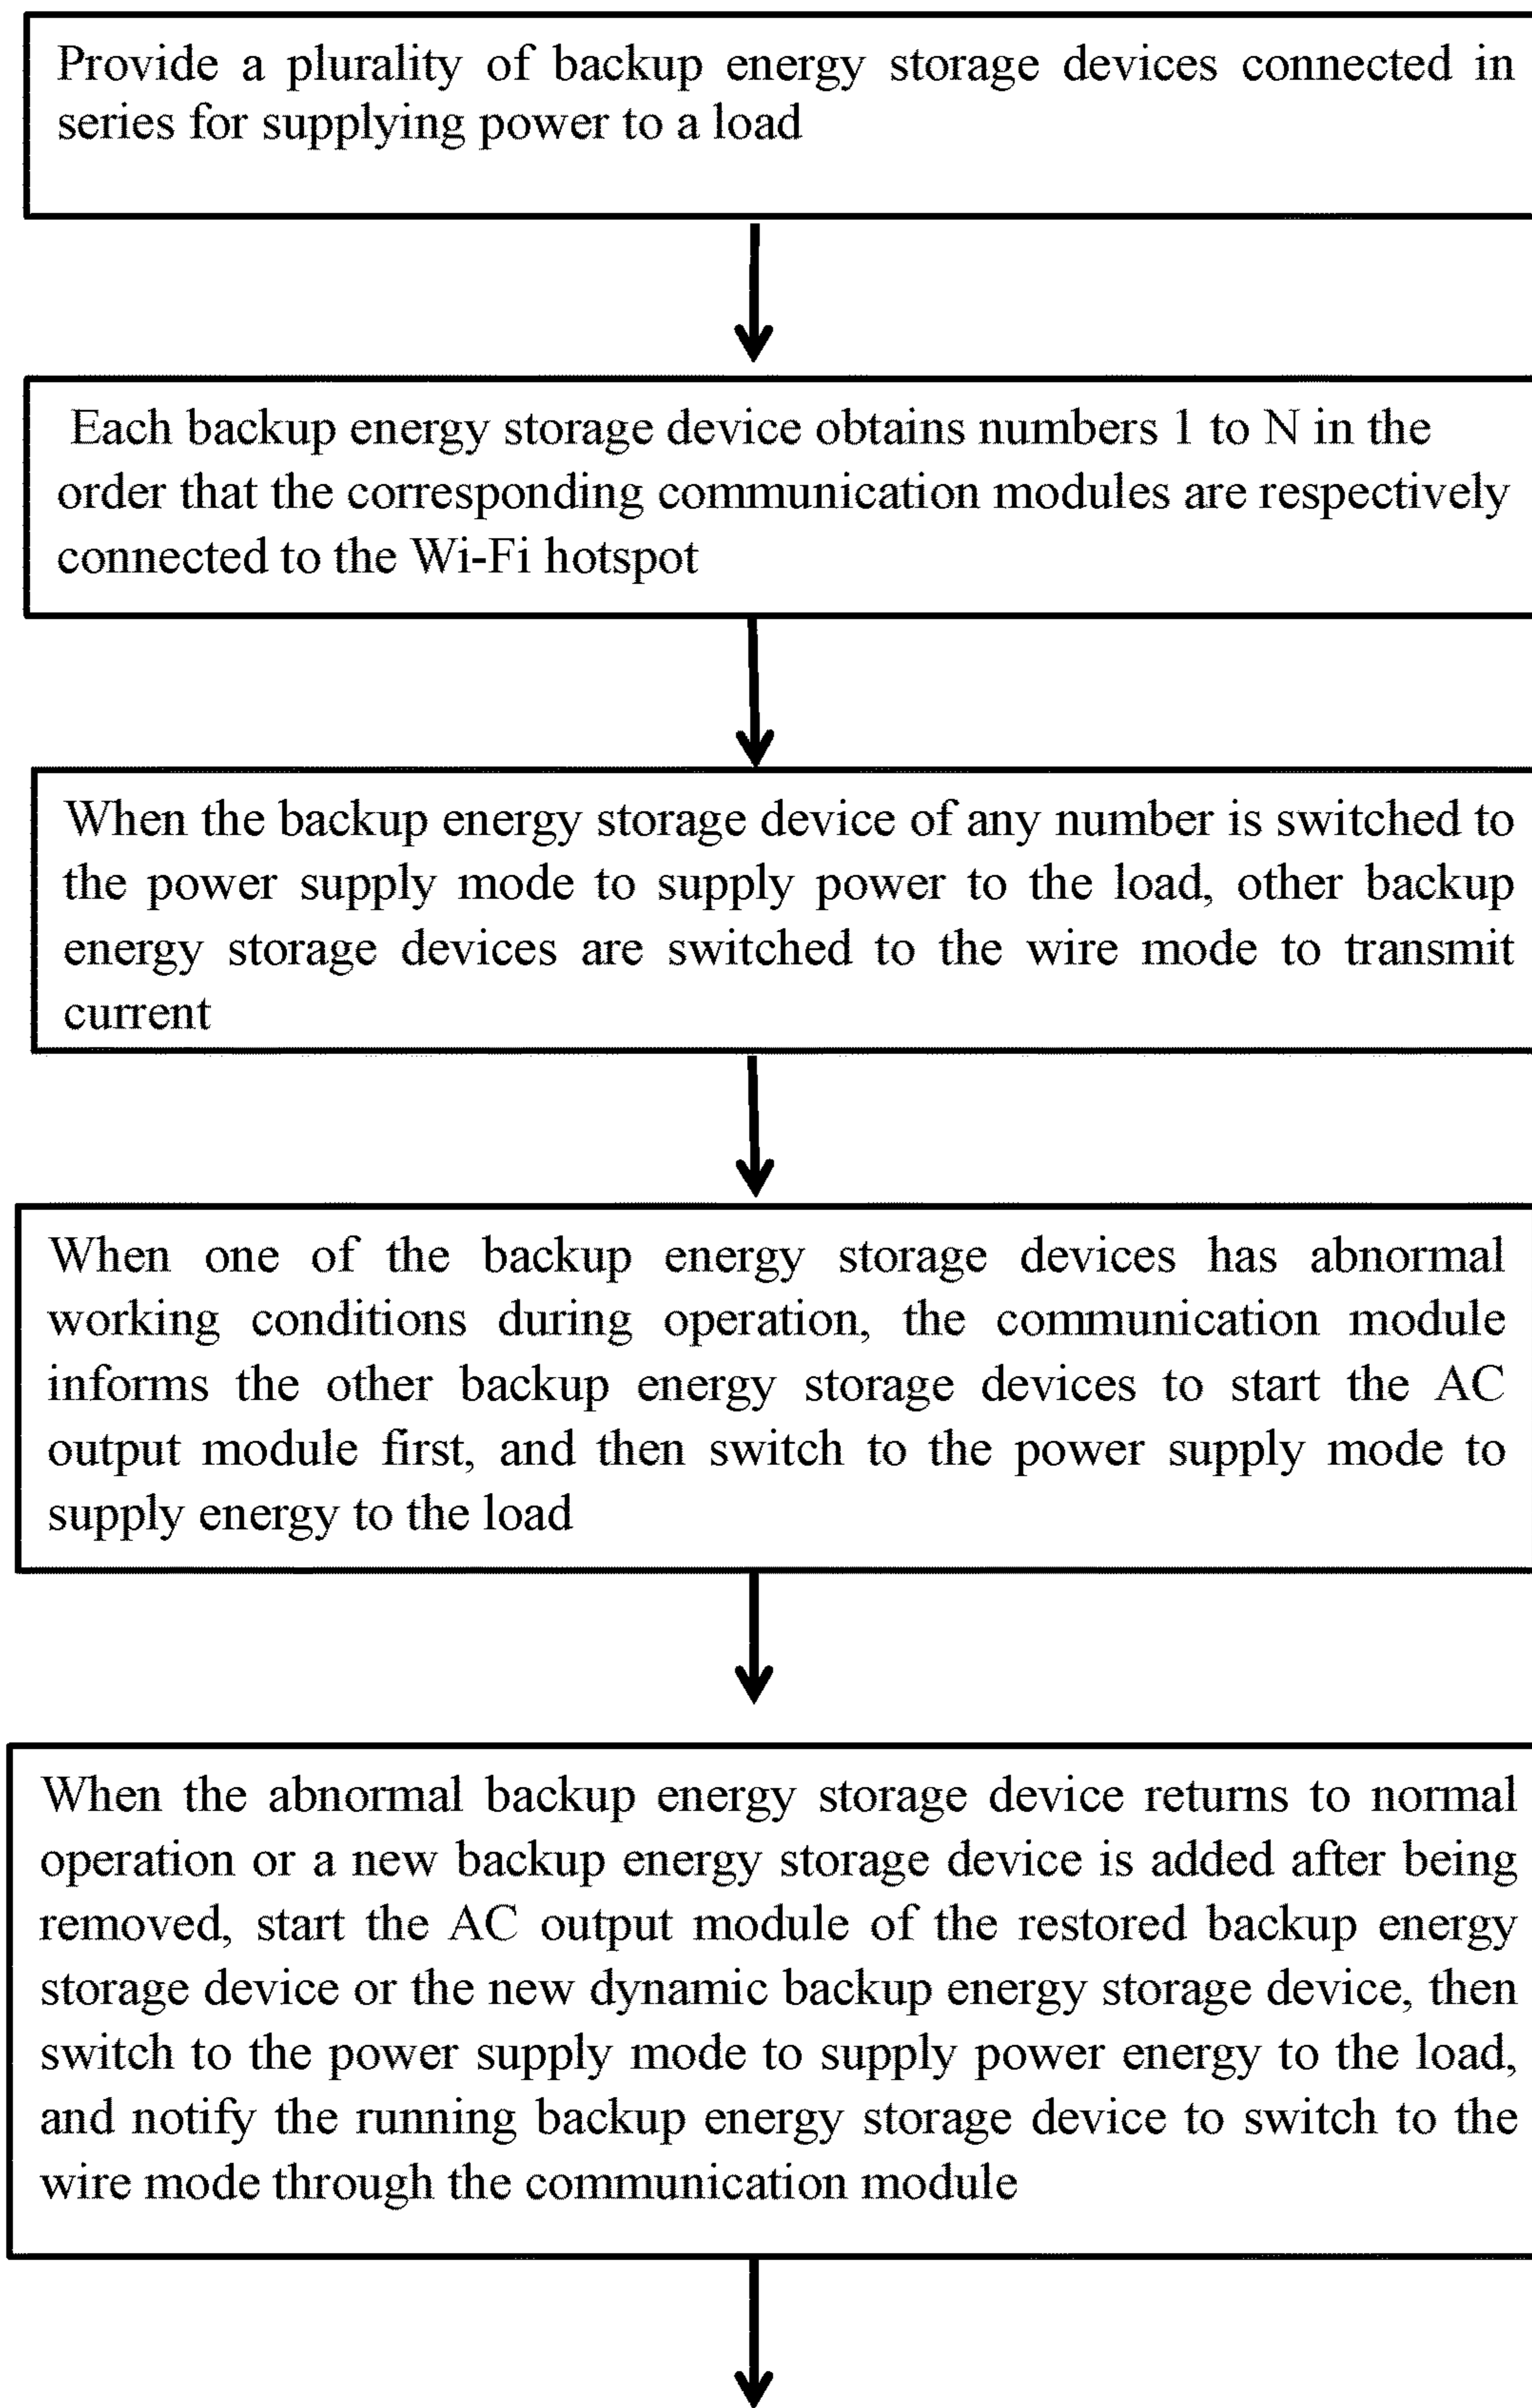 Provide a plurality of backup energy storage devices connected in
series for supplying power to a load
Each backup energy storage device obtains numbers 1 to N in the
order that the corresponding communication modules are respectively
connected to the Wi-Fi hotspot
When the backup energy storage device of any number is switched to
the power supply mode to supply power to the load, other backup
energy storage devices are switched to the wire mode to transmit
current
When one of the backup energy storage devices has abnormal
working conditions during operation, the communication module
informs the other backup energy storage devices to start the AC
output module first, and then switch to the power supply mode to
supply energy to the load
When the abnormal backup energy storage device returns to normal
operation or a new backup energy storage device is added after being
removed, start the AC output module of the restored backup energy
storage device or the new dynamic backup energy storage device, then
switch to the power supply mode to supply power energy to the load,
and notify the running backup energy storage device to switch to the
wire mode through the communication module